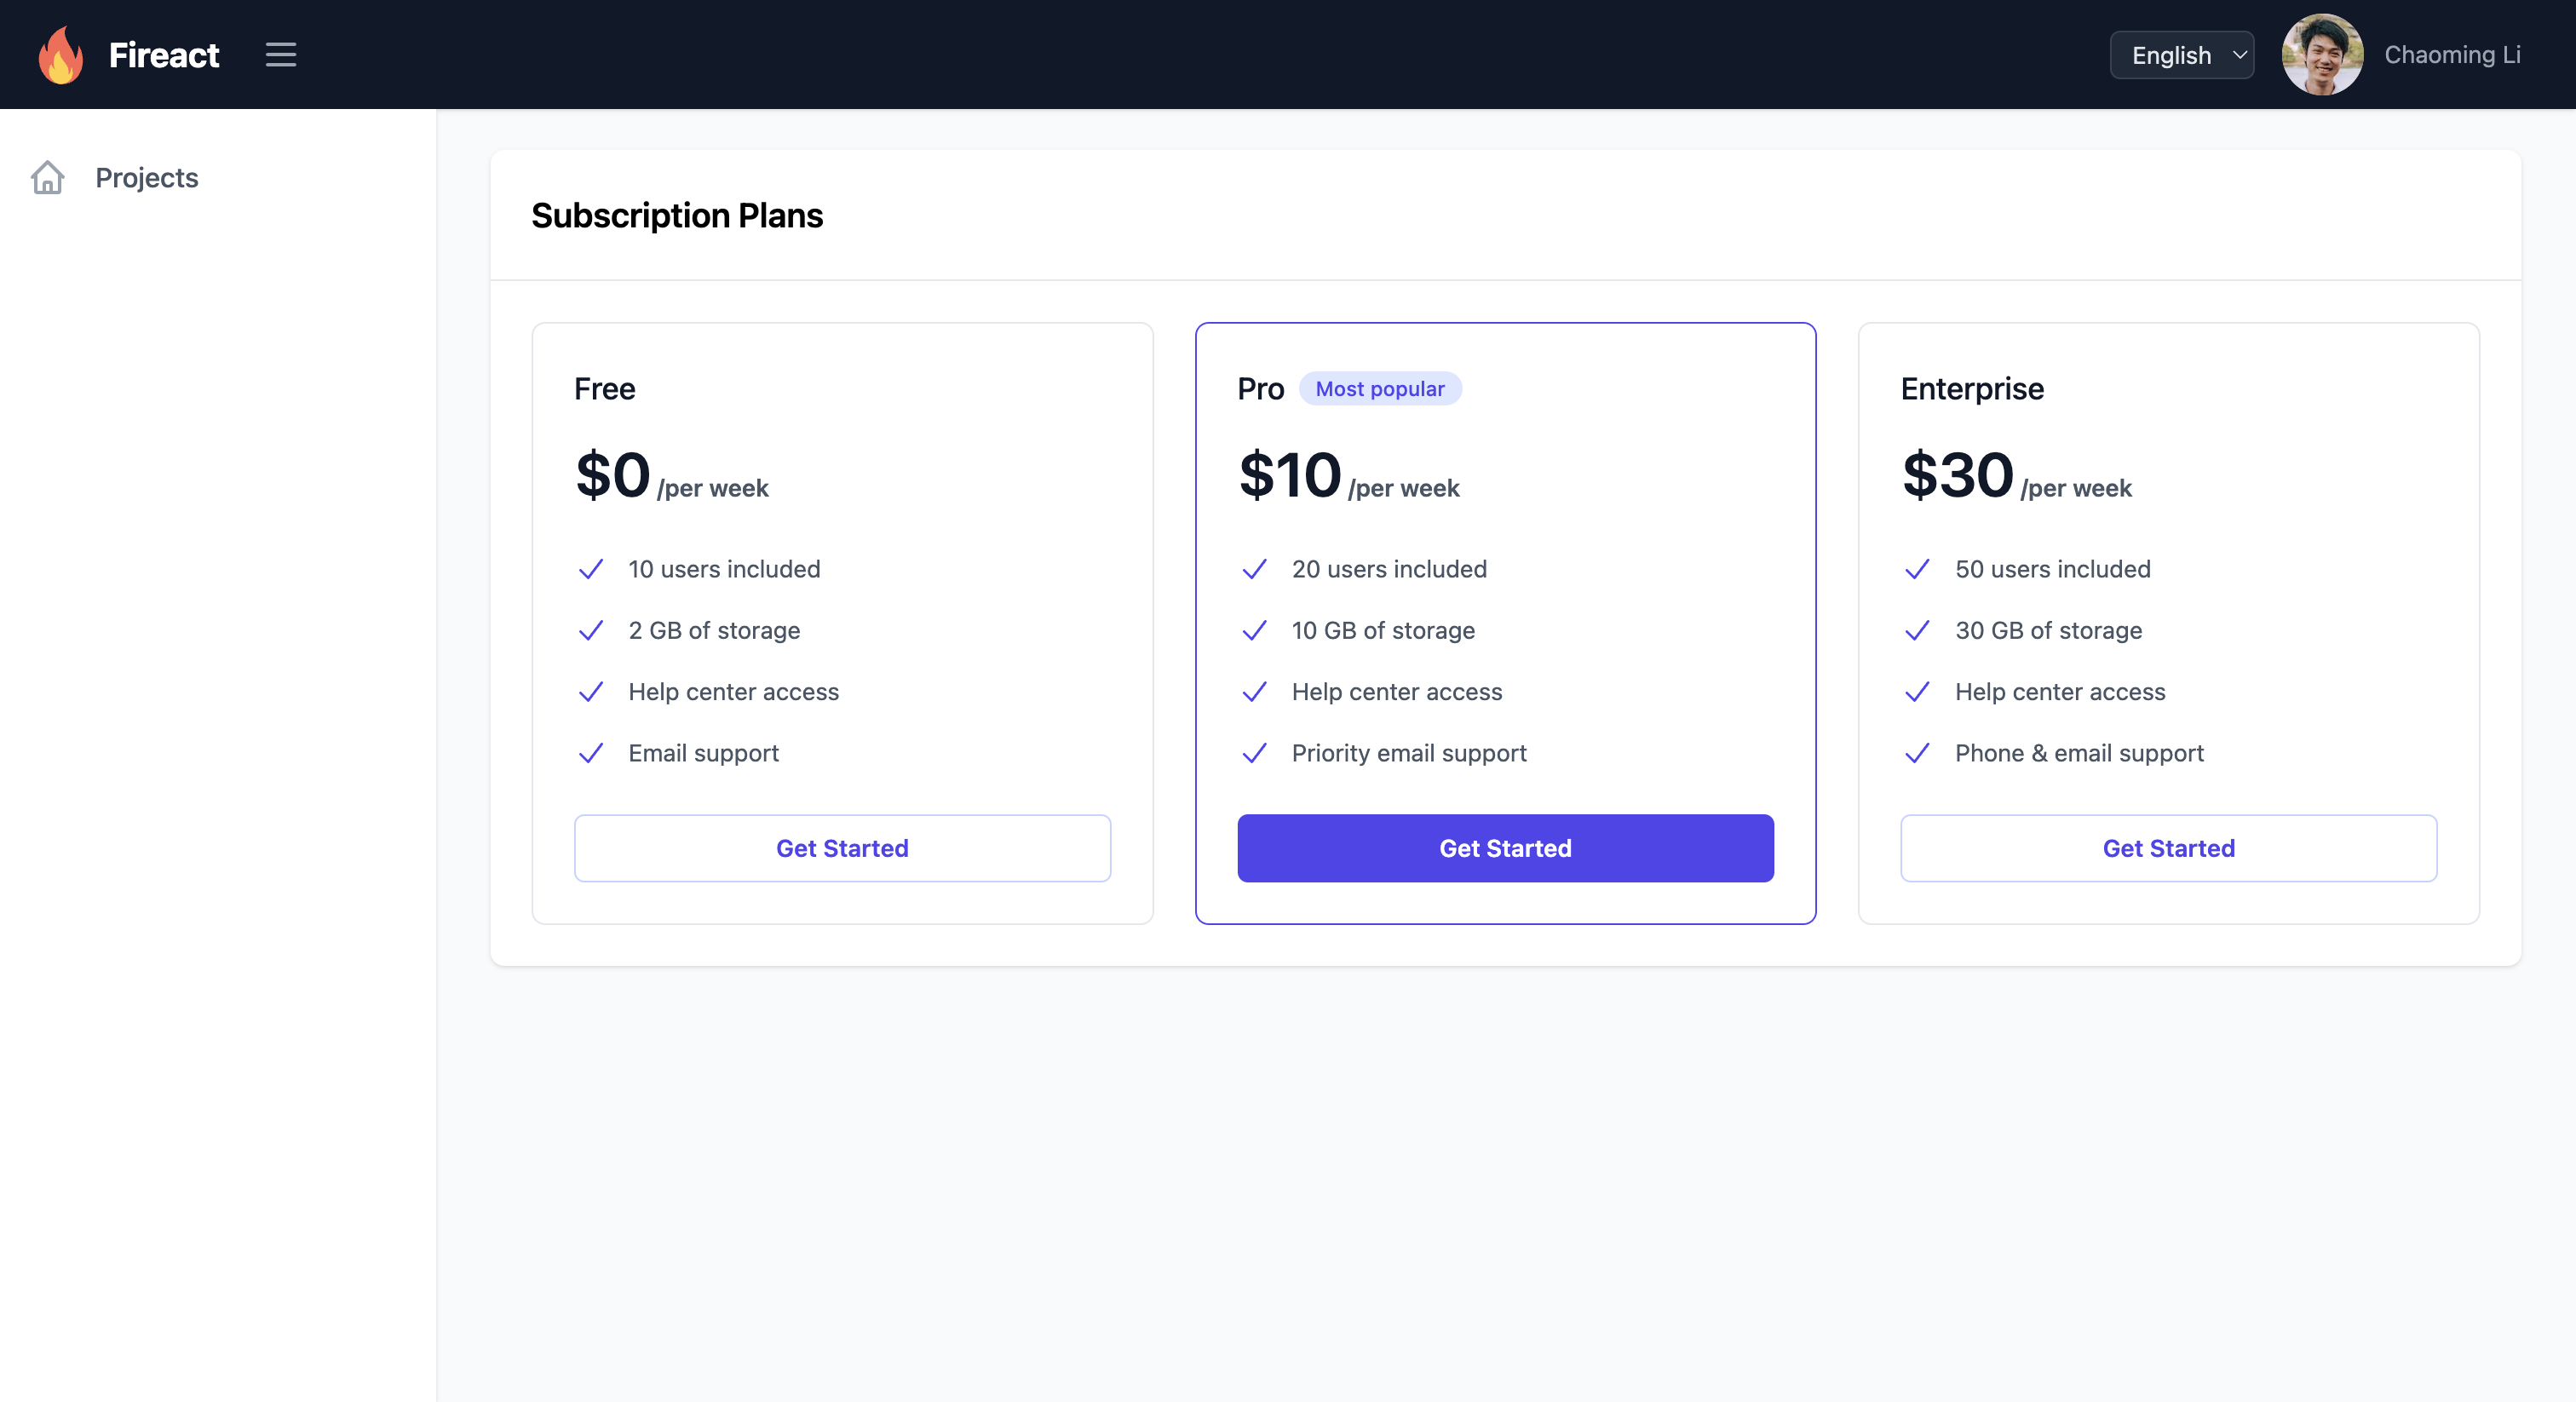 Fireact
English
Chaoming Li
Projects
Subscription Plans
Free
$0 /per week
10 users included
2 GB of storage
Help center access
Email support
Get Started
Pro Most popular
$10 /per week
20 users included
10 GB of storage
Help center access
Priority email support
Get Started
Enterprise
$30 /per week
50 users included
30 GB of storage
Help center access
Phone & email support
Get Started